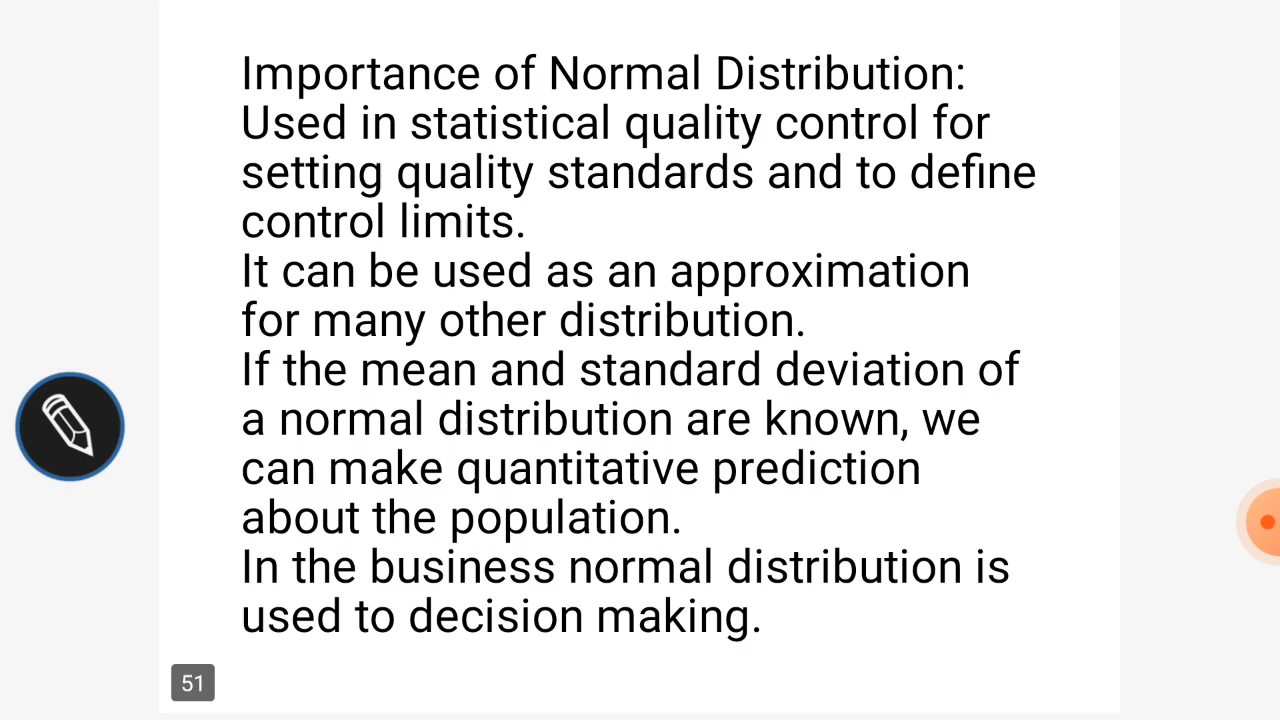 Importance of Normal Distribution:
Used in statistical quality control for
setting quality standards and to define
control limits.
It can be used as an approximation
for many other distribution.
If the mean and standard deviation of
a normal distribution are known, we
can make quantitative prediction
about the population.
In the business normal distribution is
used to decision making.
51